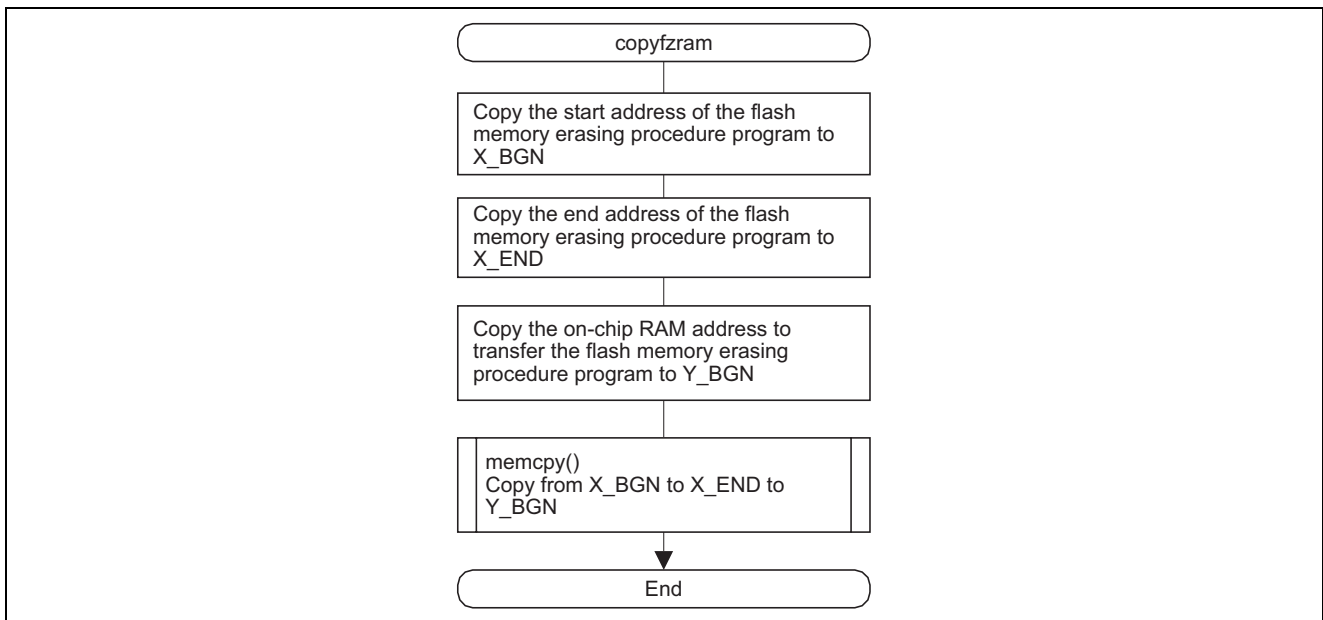 copyfzram
Copy the start address of the flash
memory erasing procedure program to
X_BGN
Copy the end address of the flash
memory erasing procedure program to
X_END
Copy the on-chip RAM address to
transfer the flash memory erasing
procedure program to Y_BGN
memcpy()
Copy from X_BGN to X_END to
Y_BGN
End